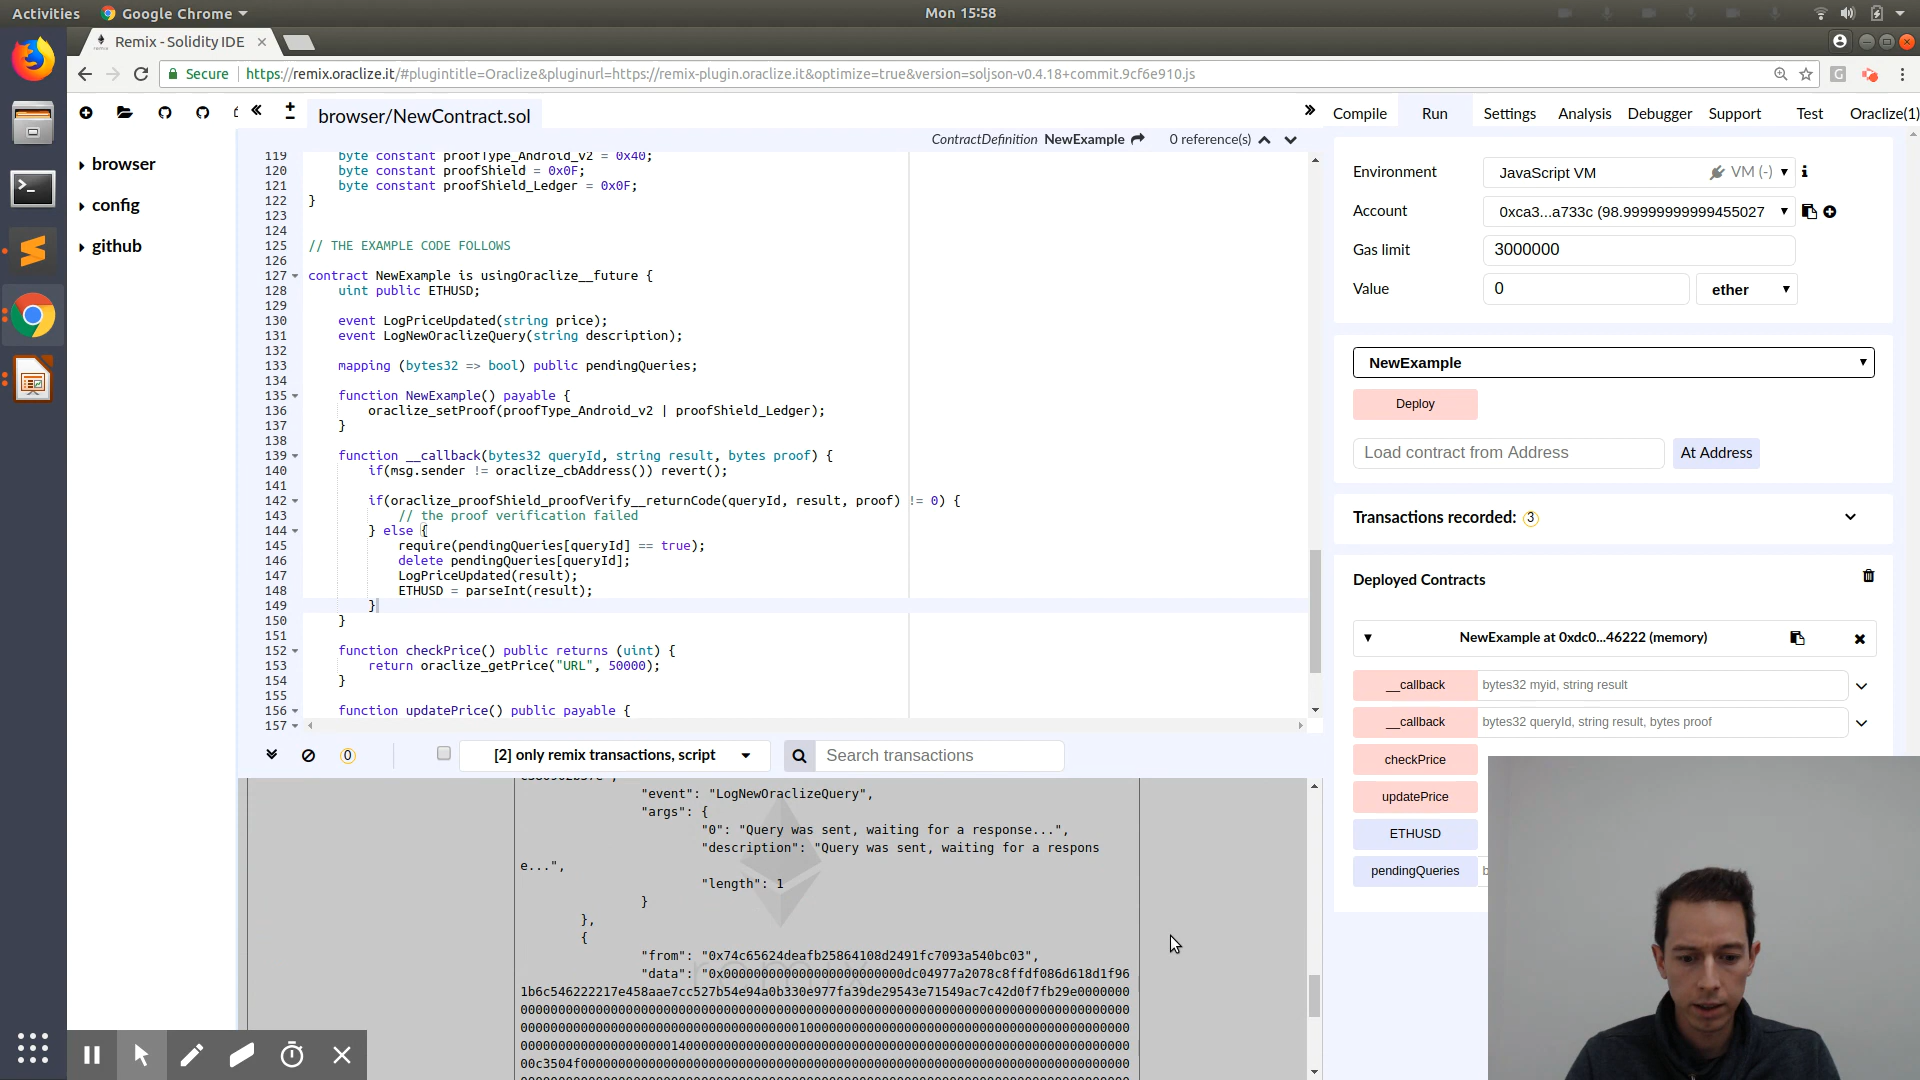 Activities
Google Chrome
Mon 15:58
Remix - Solidity IDE
Secure
https://remix.oraclize.it/#plugintitle=Oraclize&pluginurl=https://remix-plugin.oraclize.it&optimize=true&version=soljson-v0.4.18+commit.9cf6e910.js
browser/NewContract.sol
Compile Run Settings Analysis Debugger Support Test Oraclize(1)
ContractDefinition NewExample 0 reference(s)
browser
config
github
119 byte constant proofType_Android_v2 = 0x40;
120 byte constant proofShield = 0x0F;
121 byte constant proofShield_Ledger = 0x0F;
122 }
123
124
125 // THE EXAMPLE CODE FOLLOWS
126
127 contract NewExample is usingOraclize__future {
128 uint public ETHUSD;
129
130 event LogPriceUpdated(string price);
131 event LogNewOraclizeQuery(string description);
132
133 mapping (bytes32 => bool) public pendingQueries;
134
135 function NewExample() payable {
136 oraclize_setProof(proofType_Android_v2 | proofShield_Ledger);
137 }
138
139 function __callback(bytes32 queryId, string result, bytes proof) {
140 if(msg.sender != oraclize_cbAddress()) revert();
141
142 if(oraclize_proofShield_proofVerify__returnCode(queryId, result, proof) != 0) {
143 // the proof verification failed
144 } else {
145 require(pendingQueries[queryId] == true);
146 delete pendingQueries[queryId];
147 LogPriceUpdated(result);
148 ETHUSD = parseInt(result);
149 }
150 }
151
152 function checkPrice() public returns (uint) {
153 return oraclize_getPrice("URL", 50000);
154 }
155
156 function updatePrice() public payable {
157
0
[2] only remix transactions, script
Search transactions
"event": "LogNewOraclizeQuery",
"args": {
"0": "Query was sent, waiting for a response...",
"description": "Query was sent, waiting for a respons
e...",
"length": 1
}
},
{
"from": "0x74c65624deafb25864108d2491fc7093a540bc03",
Environment
JavaScript VM
VM (-)
Account
0xca3...a733c (98.99999999999455027
Gas limit
3000000
Value
0
ether
NewExample
Deploy
Load contract from Address
At Address
Transactions recorded: 3
Deployed Contracts
NewExample at 0xdc0...46222 (memory)
__callback
bytes32 myid, string result
__callback
bytes32 queryId, string result, bytes proof
checkPrice
updatePrice
ETHUSD
pendingQueries